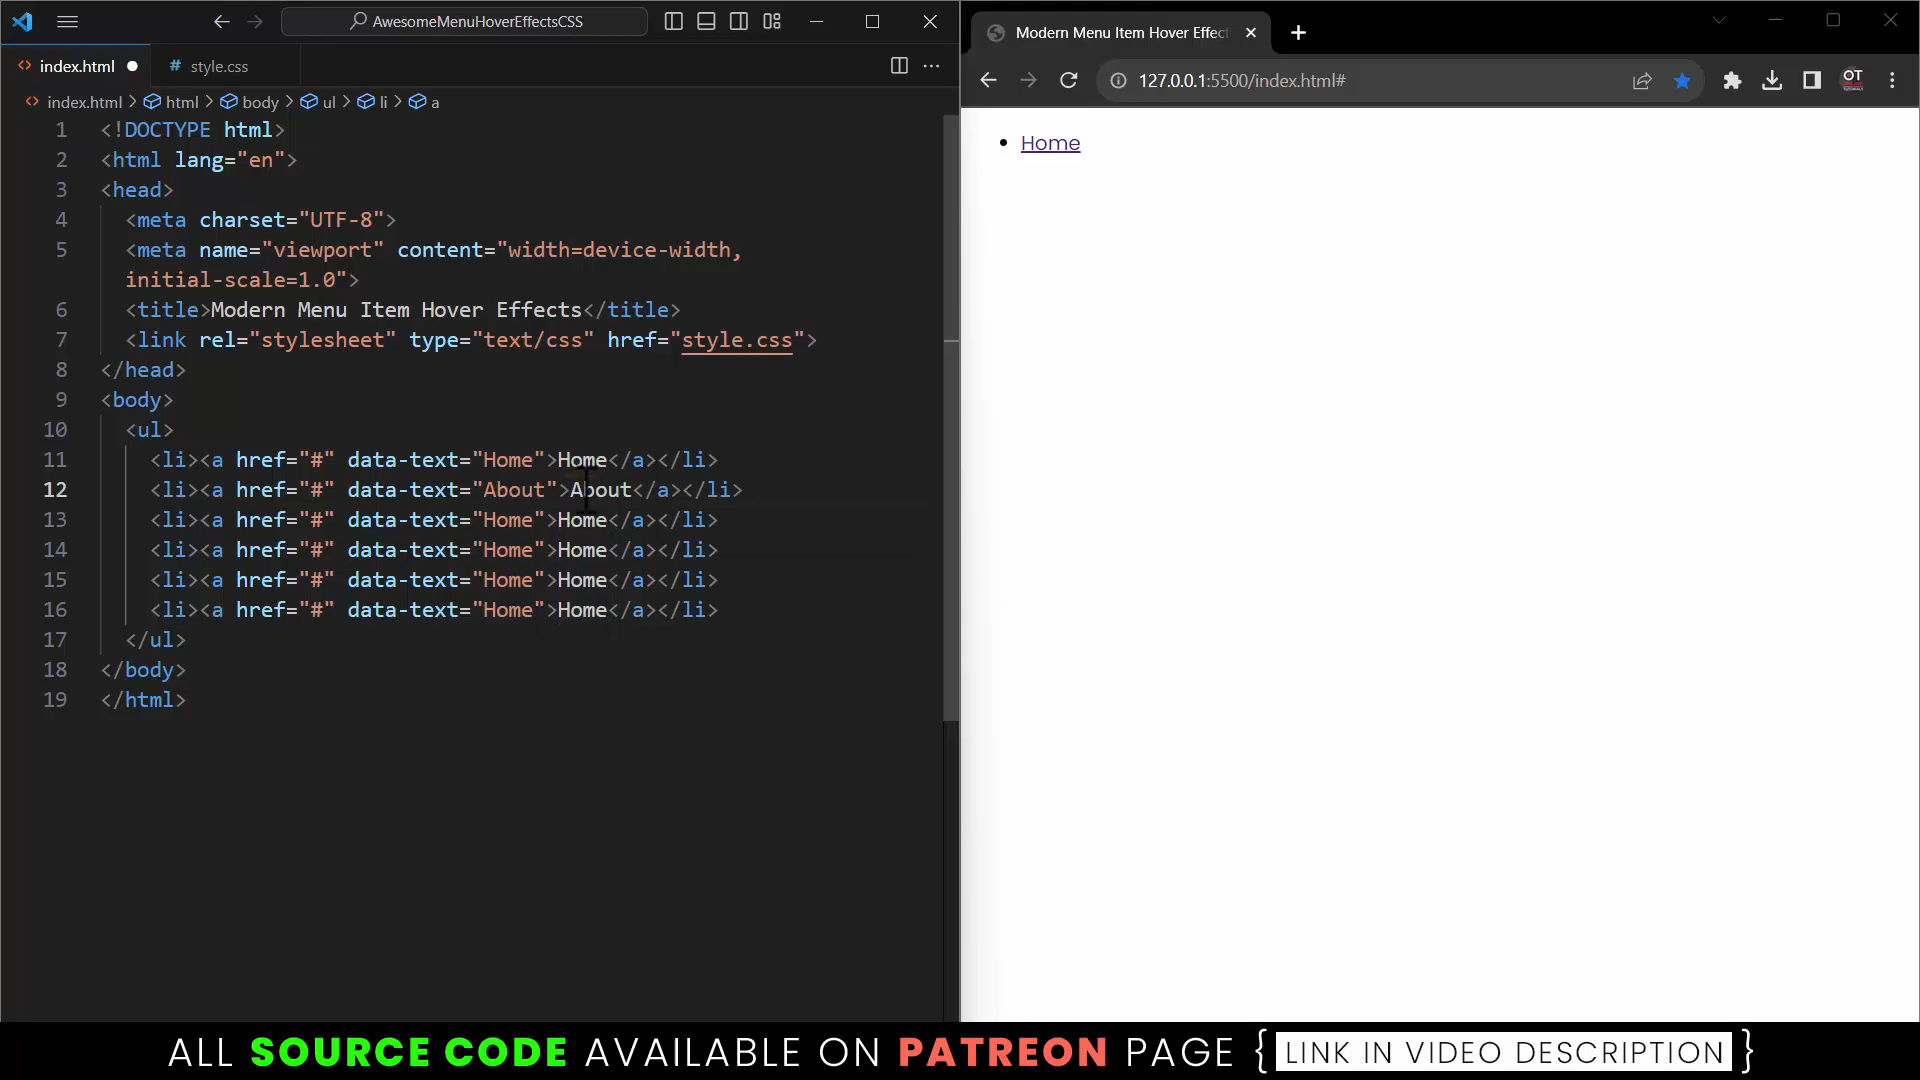 AwesomeMenuHoverEffectsCSS
index.html
# style.css
index.html > html > body > ul > li > a
1 <!DOCTYPE html>
2 <html lang="en">
3 <head>
4 <meta charset="UTF-8">
5 <meta name="viewport" content="width=device-width,
initial-scale=1.0">
6 <title>Modern Menu Item Hover Effects</title>
7 <link rel="stylesheet" type="text/css" href="style.css">
8 </head>
9 <body>
10 <ul>
11 <li><a href="#" data-text="Home">Home</a></li>
12 <li><a href="#" data-text="About">About</a></li>
13 <li><a href="#" data-text="Home">Home</a></li>
14 <li><a href="#" data-text="Home">Home</a></li>
15 <li><a href="#" data-text="Home">Home</a></li>
16 <li><a href="#" data-text="Home">Home</a></li>
17 </ul>
18 </body>
19 </html>
Modern Menu Item Hover Effec
127.0.0.1:5500/index.html#
OT
• Home
ALL SOURCE CODE AVAILABLE ON PATREON PAGE { LINK IN VIDEO DESCRIPTION }